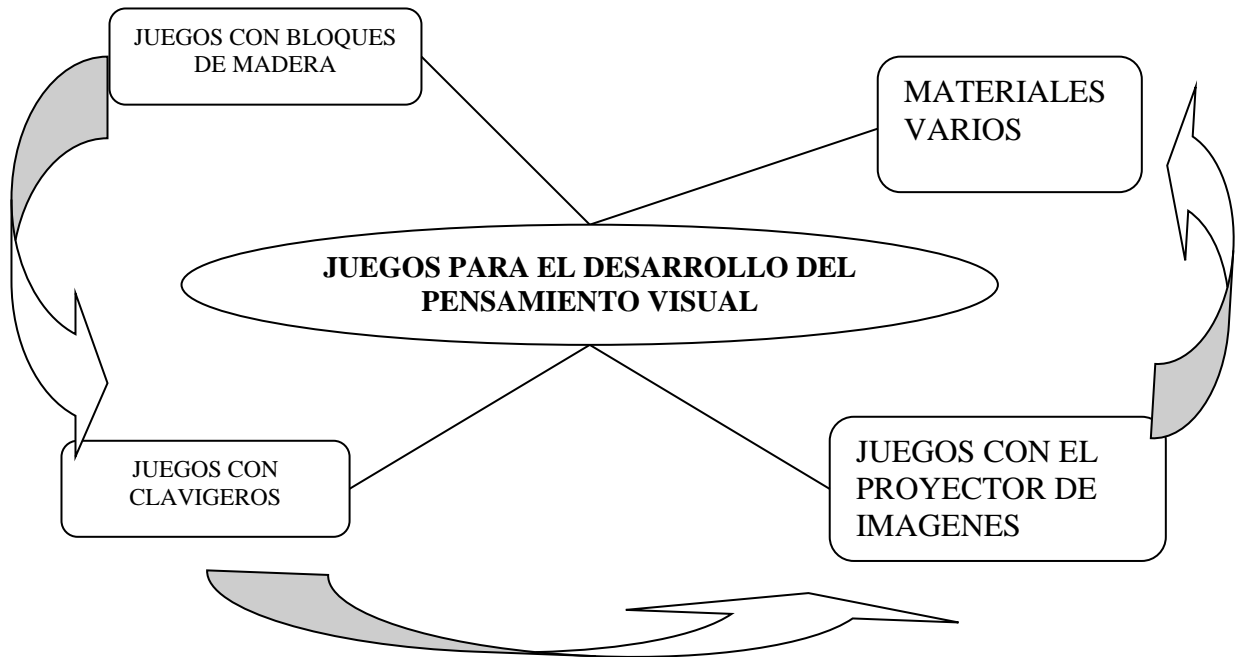 JUEGOS CON BLOQUES
DE MADERA
MATERIALES
VARIOS
JUEGOS PARA EL DESARROLLO DEL
PENSAMIENTO VISUAL
JUEGOS CON
CLAVIGEROS
JUEGOS CON EL
PROYECTOR DE
IMAGENES